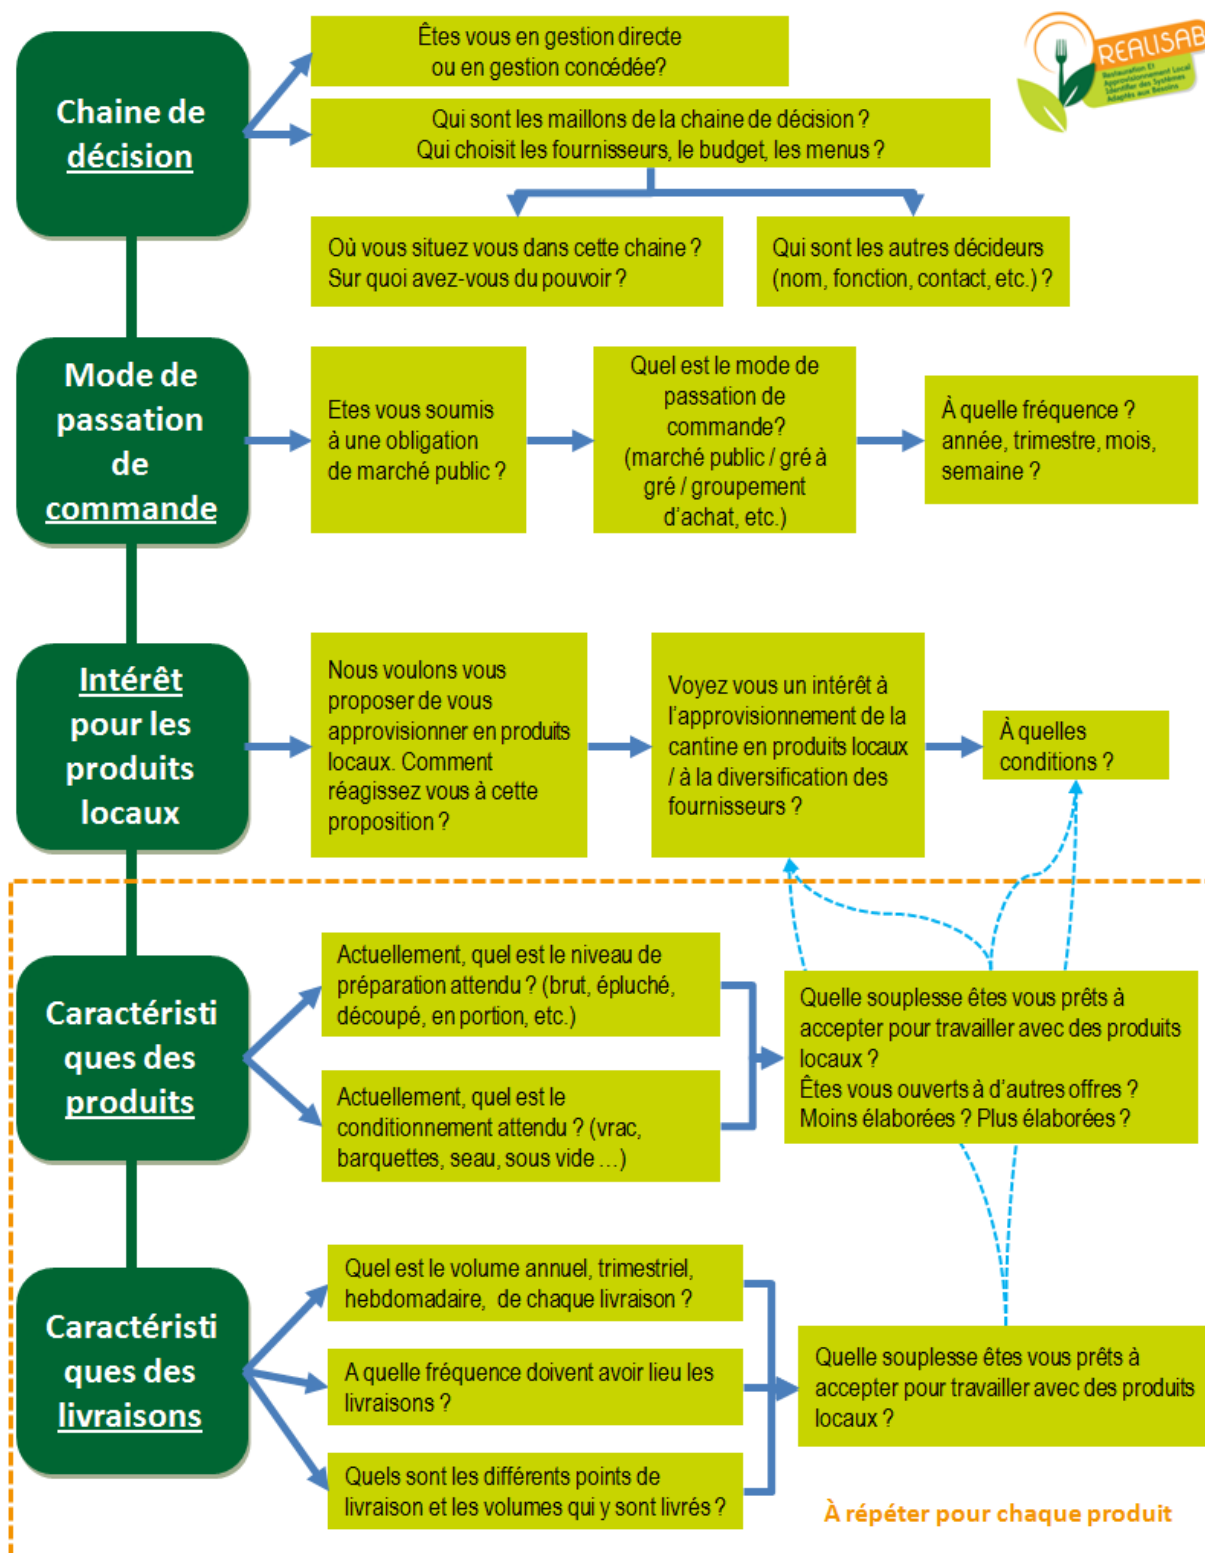 Êtes vous en gestion directe
ou en gestion concédée?
REALISAB
Restauration Et
Approvisionnement Local
Identifier des Systèmes
Adaptés aux Besoins
Chaine de
décision
Qui sont les maillons de la chaine de décision ?
Qui choisit les fournisseurs, le budget, les menus ?
Où vous situez vous dans cette chaine ?
Sur quoi avez-vous du pouvoir ?
Qui sont les autres décideurs
(nom, fonction, contact, etc.) ?
Mode de
passation
de
commande
Etes vous soumis
à une obligation
de marché public ?
Quel est le mode de
passation de
commande?
(marché public / gré à
gré / groupement
d'achat, etc.)
À quelle fréquence ?
année, trimestre, mois,
semaine ?
Intérêt
pour les
produits
locaux
Nous voulons vous
proposer de vous
approvisionner en produits
locaux. Comment
réagissez vous à cette
proposition ?
Voyez vous un intérêt à
l'approvisionnement de la
cantine en produits locaux
/ à la diversification des
fournisseurs ?
À quelles
conditions ?
Caractéristi
ques des
produits
Actuellement, quel est le niveau de
préparation attendu ? (brut, épluché,
découpé, en portion, etc.)
Actuellement, quel est le
conditionnement attendu ? (vrac,
barquettes, seau, sous vide …)
Quelle souplesse êtes vous prêts à
accepter pour travailler avec des produits
locaux ?
Êtes vous ouverts à d'autres offres ?
Moins élaborées ? Plus élaborées ?
Caractéristi
ques des
livraisons
Quel est le volume annuel, trimestriel,
hebdomadaire, de chaque livraison ?
A quelle fréquence doivent avoir lieu les
livraisons ?
Quels sont les différents points de
livraison et les volumes qui y sont livrés ?
Quelle souplesse êtes vous prêts à
accepter pour travailler avec des produits
locaux ?
À répéter pour chaque produit